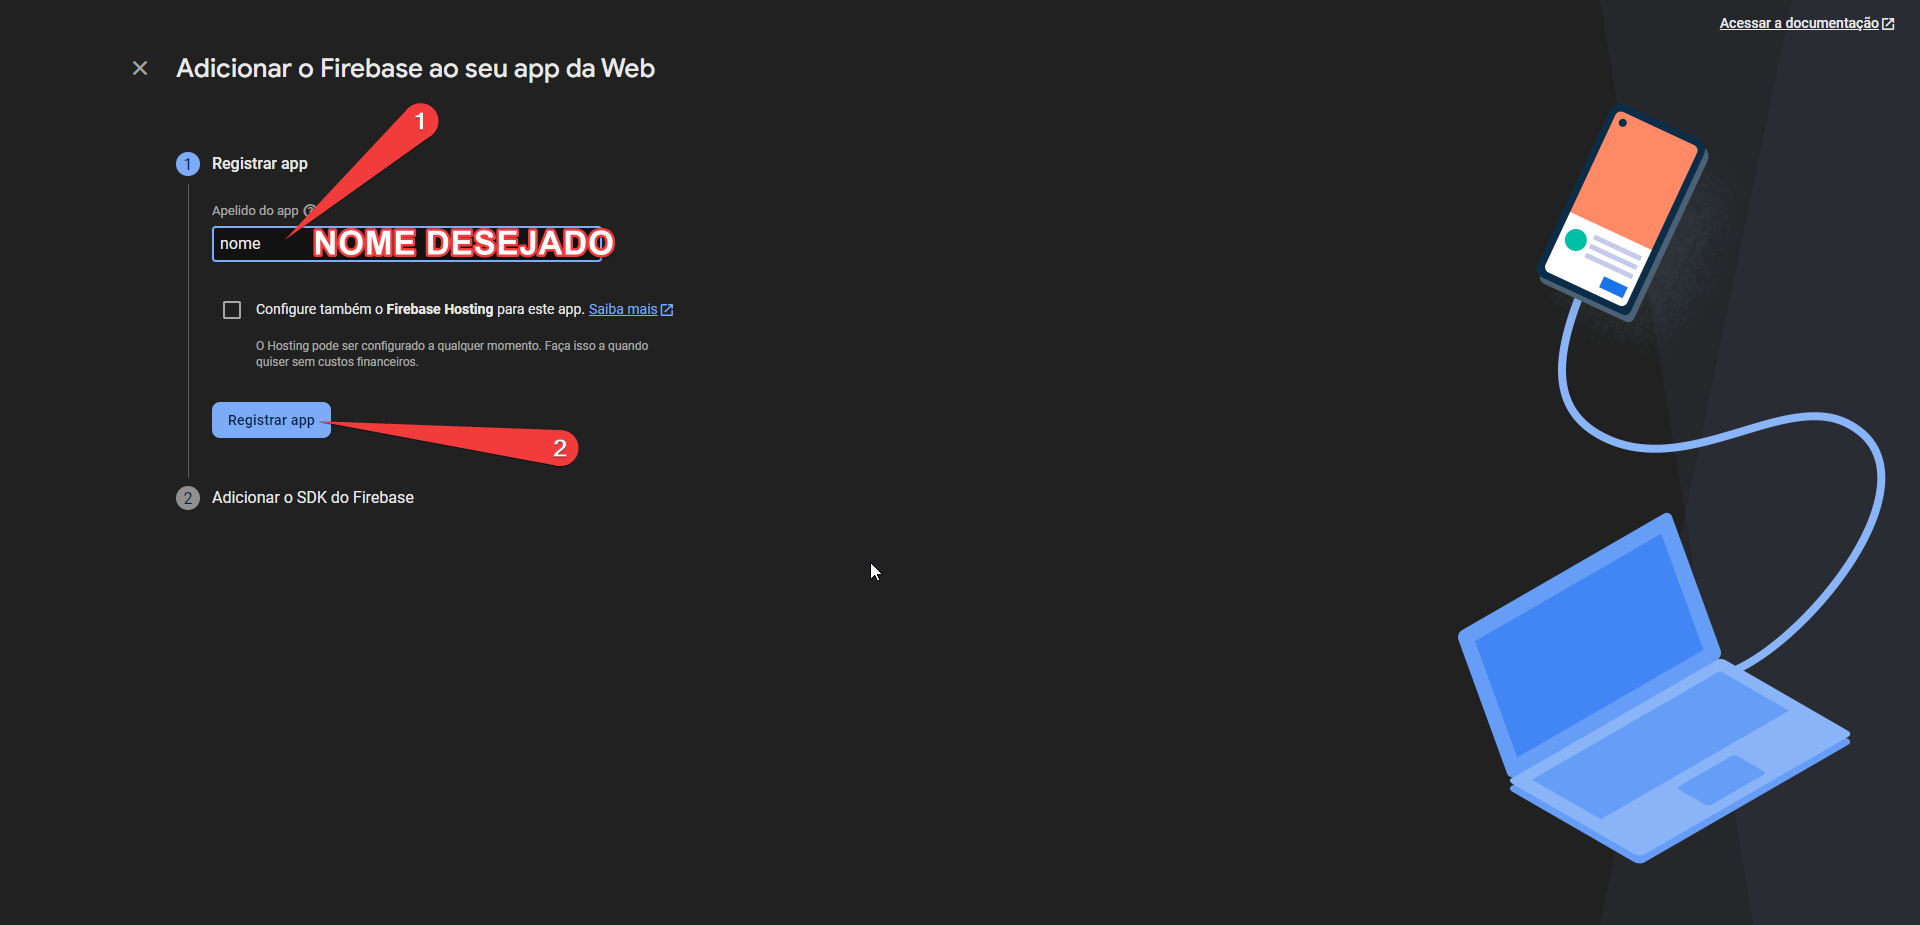 Acessar a documentação
Adicionar o Firebase ao seu app da Web
1
1 Registrar app
Apelido do app
nome NOME DESEJADO
Configure também o Firebase Hosting para este app. Saiba mais
O Hosting pode ser configurado a qualquer momento. Faça isso a quando
quiser sem custos financeiros.
Registrar app
2
2 Adicionar o SDK do Firebase